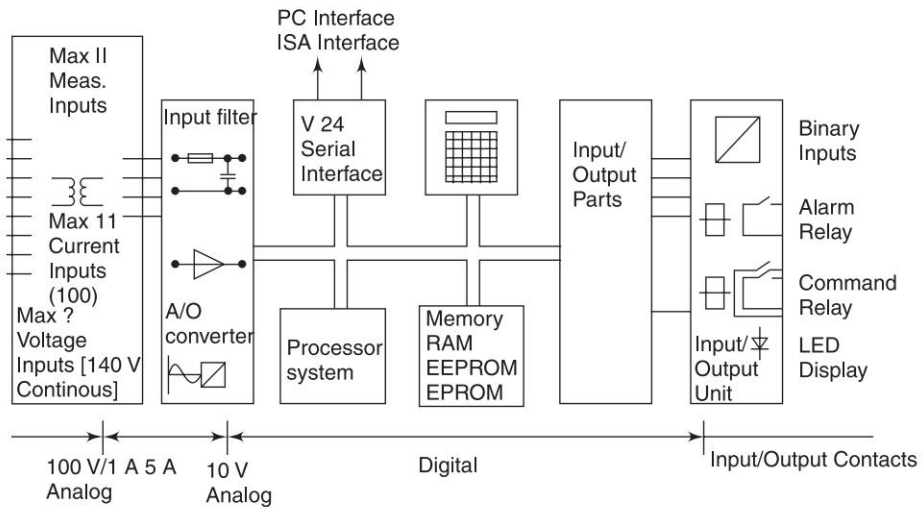 PC Interface
ISA Interface
Max II
Meas.
Inputs
Max 11
Current
Inputs
(100)
Max ?
Voltage
Inputs [140 V
Continous]
Input filter
A/O
converter
V 24
Serial
Interface
Processor
system
Memory
RAM
EEPROM
EPROM
Input/
Output
Parts
Input/
Output
Unit
Binary
Inputs
Alarm
Relay
Command
Relay
LED
Display
100 V/1 A 5 A
Analog
10 V
Analog
Digital
Input/Output Contacts